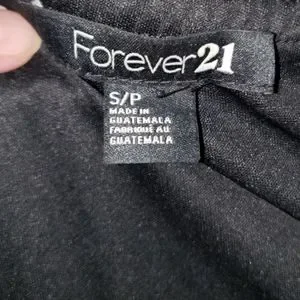 Forever21
S/P
MADE IN
GUATEMALA
FABRIQUÉ AU
GUATEMALA